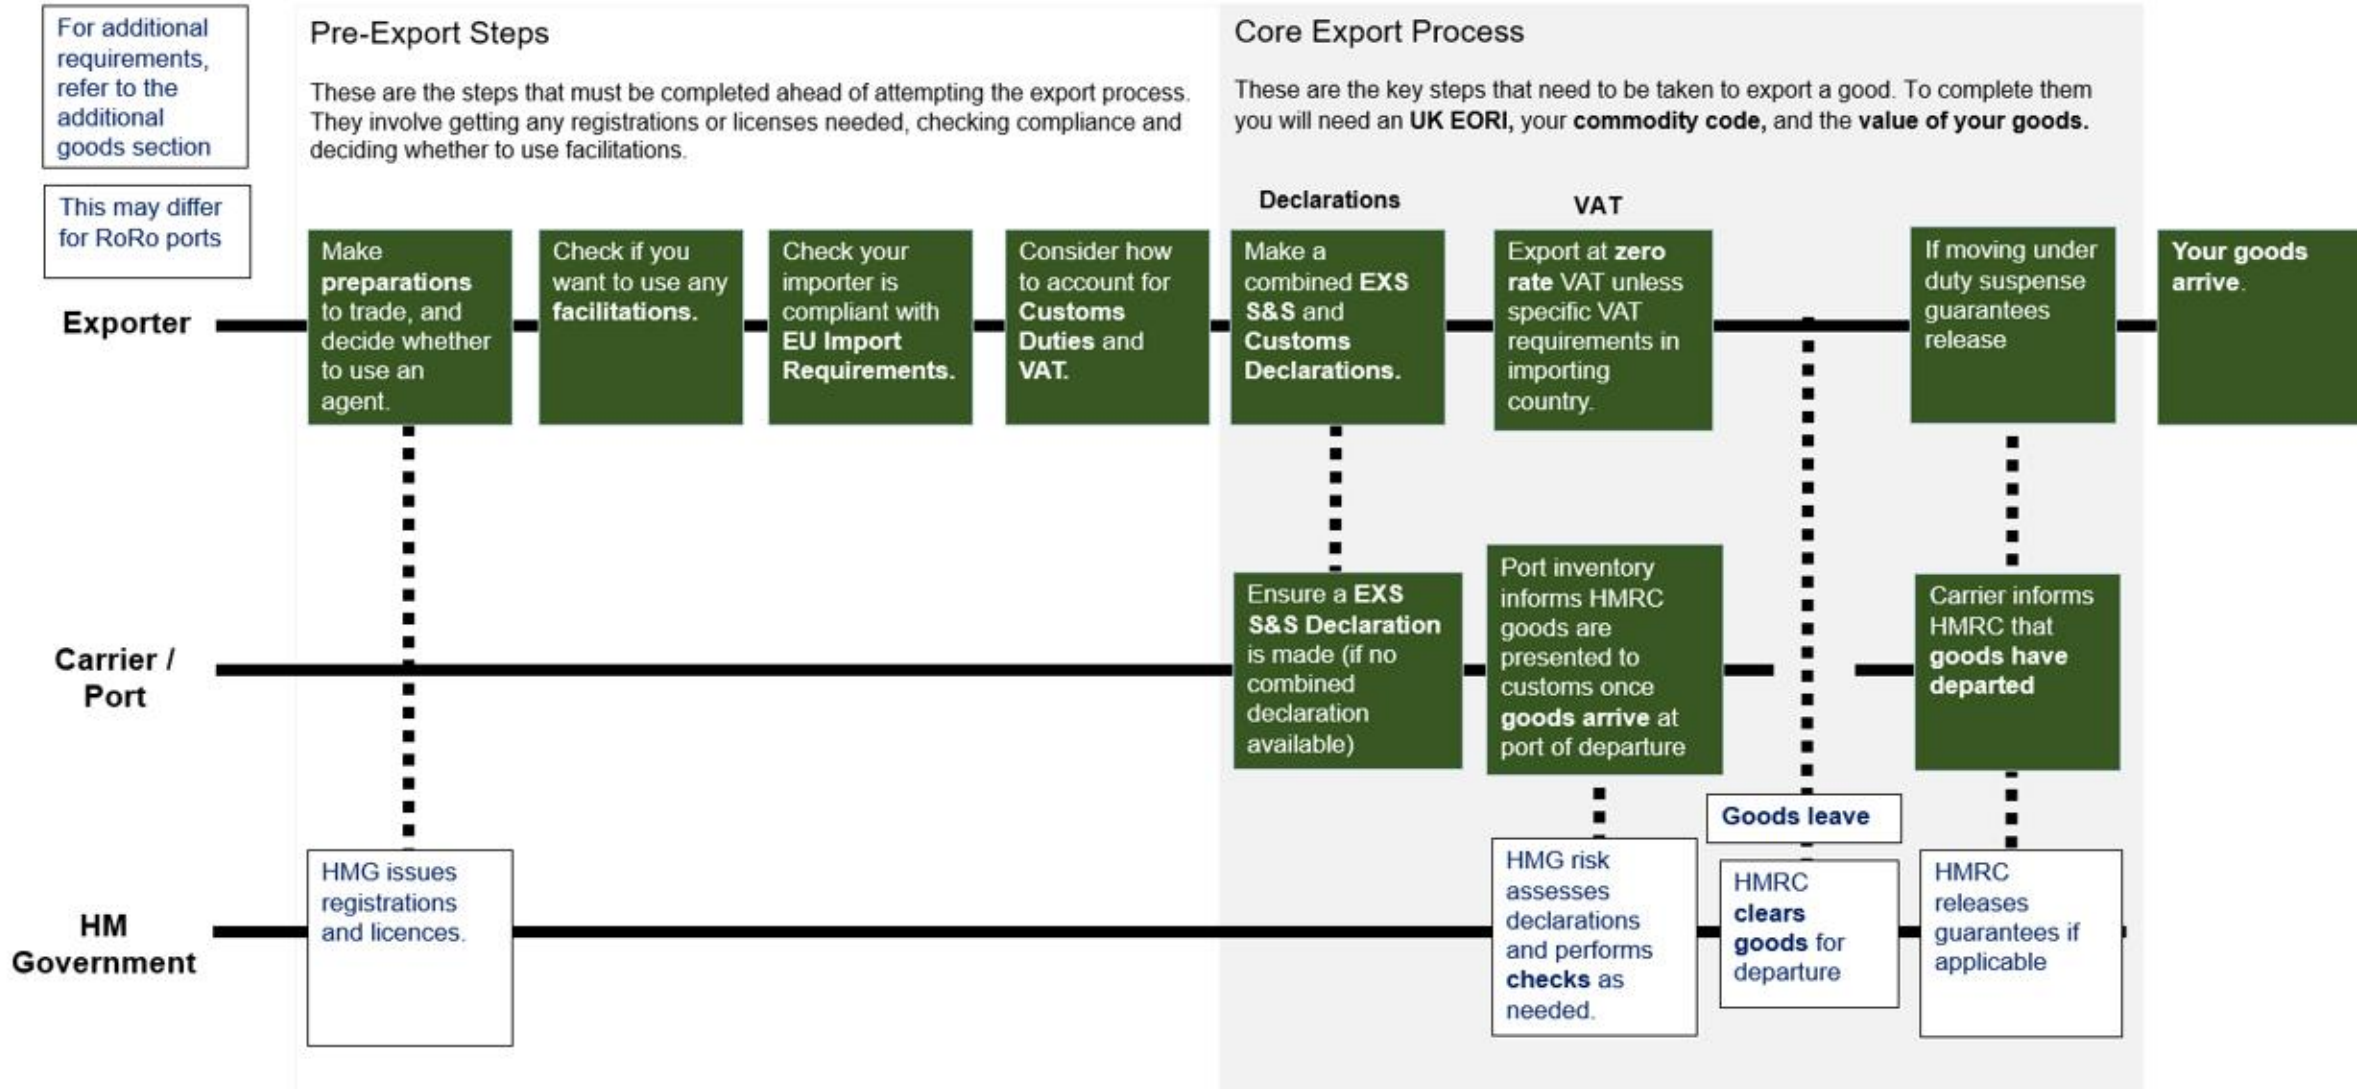 For additional
requirements,
refer to the
additional
goods section
This may differ
for RoRo ports
Pre-Export Steps
These are the steps that must be completed ahead of attempting the export process.
They involve getting any registrations or licenses needed, checking compliance and
deciding whether to use facilitations.
Core Export Process
These are the key steps that need to be taken to export a good. To complete them
you will need an UK EORI, your commodity code, and the value of your goods.
Declarations
VAT
Exporter
Make
preparations
to trade, and
decide whether
to use an
agent.
Check if you
want to use any
facilitations.
Check your
importer is
compliant with
EU Import
Requirements.
Consider how
to account for
Customs
Duties and
VAT.
Make a
combined EXS
S&S and
Customs
Declarations.
Export at zero
rate VAT unless
specific VAT
requirements in
importing
country.
If moving under
duty suspense
guarantees
release
Your goods
arrive.
Carrier /
Port
Ensure a EXS
S&S Declaration
is made (if no
combined
declaration
available)
Port inventory
informs HMRC
goods are
presented to
customs once
goods arrive at
port of departure
Carrier informs
HMRC that
goods have
departed
Goods leave
HM
Government
HMG issues
registrations
and licences.
HMG risk
assesses
declarations
and performs
checks as
needed.
HMRC
clears
goods for
departure
HMRC
releases
guarantees if
applicable